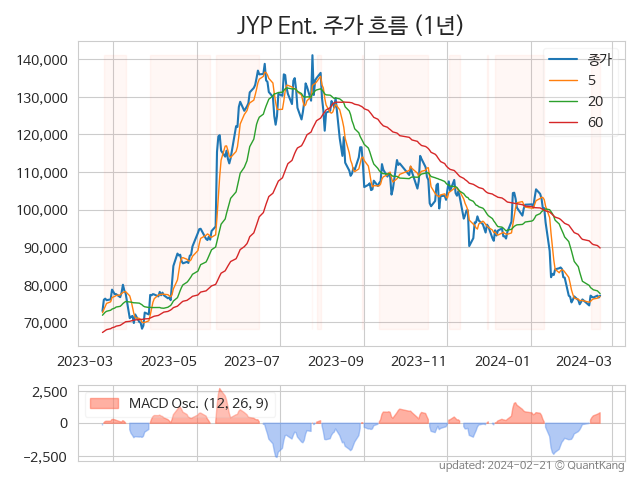 JYP Ent. 주가 흐름 (1년)
140,000
130,000
120,000
110,000
100,000
90,000
80,000
70,000
종가
5
20
60
2023-03 2023-05 2023-07 2023-09 2023-11 2024-01 2024-03
2,500
0
−2,500
MACD Osc. (12, 26, 9)
updated: 2024-02-21 © QuantKang